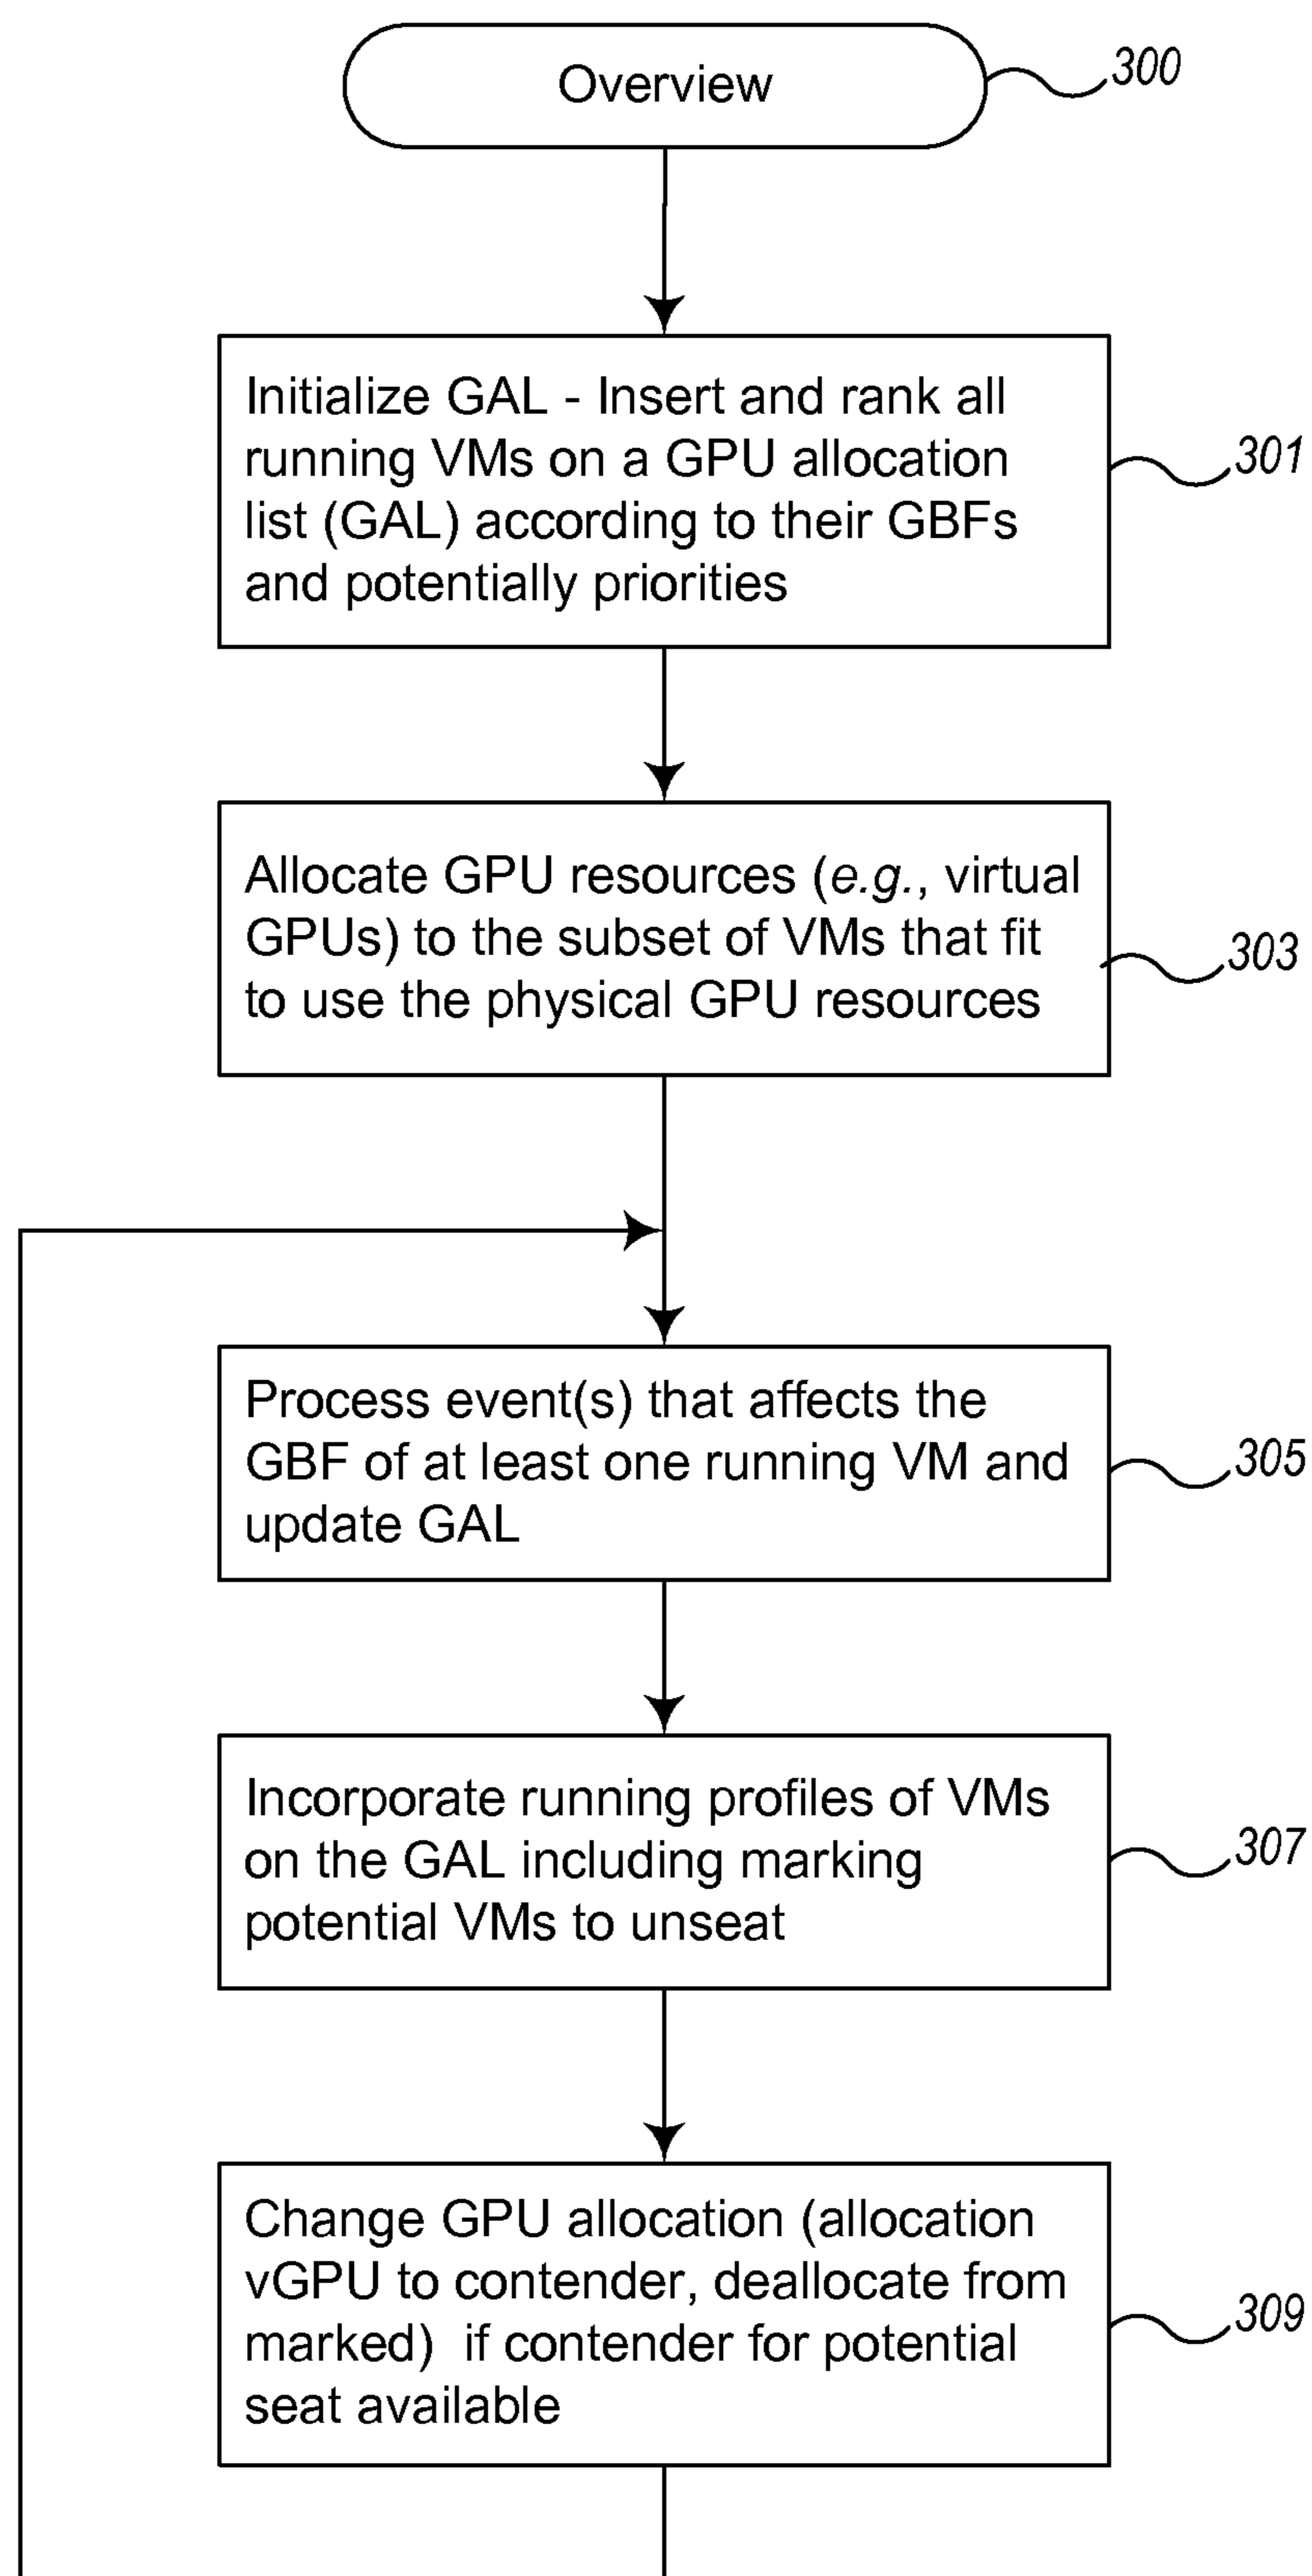 Overview
300
Initialize GAL - Insert and rank all
running VMs on a GPU allocation
list (GAL) according to their GBFs
and potentially priorities
301
Allocate GPU resources (e.g., virtual
GPUs) to the subset of VMs that fit
to use the physical GPU resources
303
Process event(s) that affects the
GBF of at least one running VM and
update GAL
305
Incorporate running profiles of VMs
on the GAL including marking
potential VMs to unseat
307
Change GPU allocation (allocation
vGPU to contender, deallocate from
marked)  if contender for potential
seat available
309